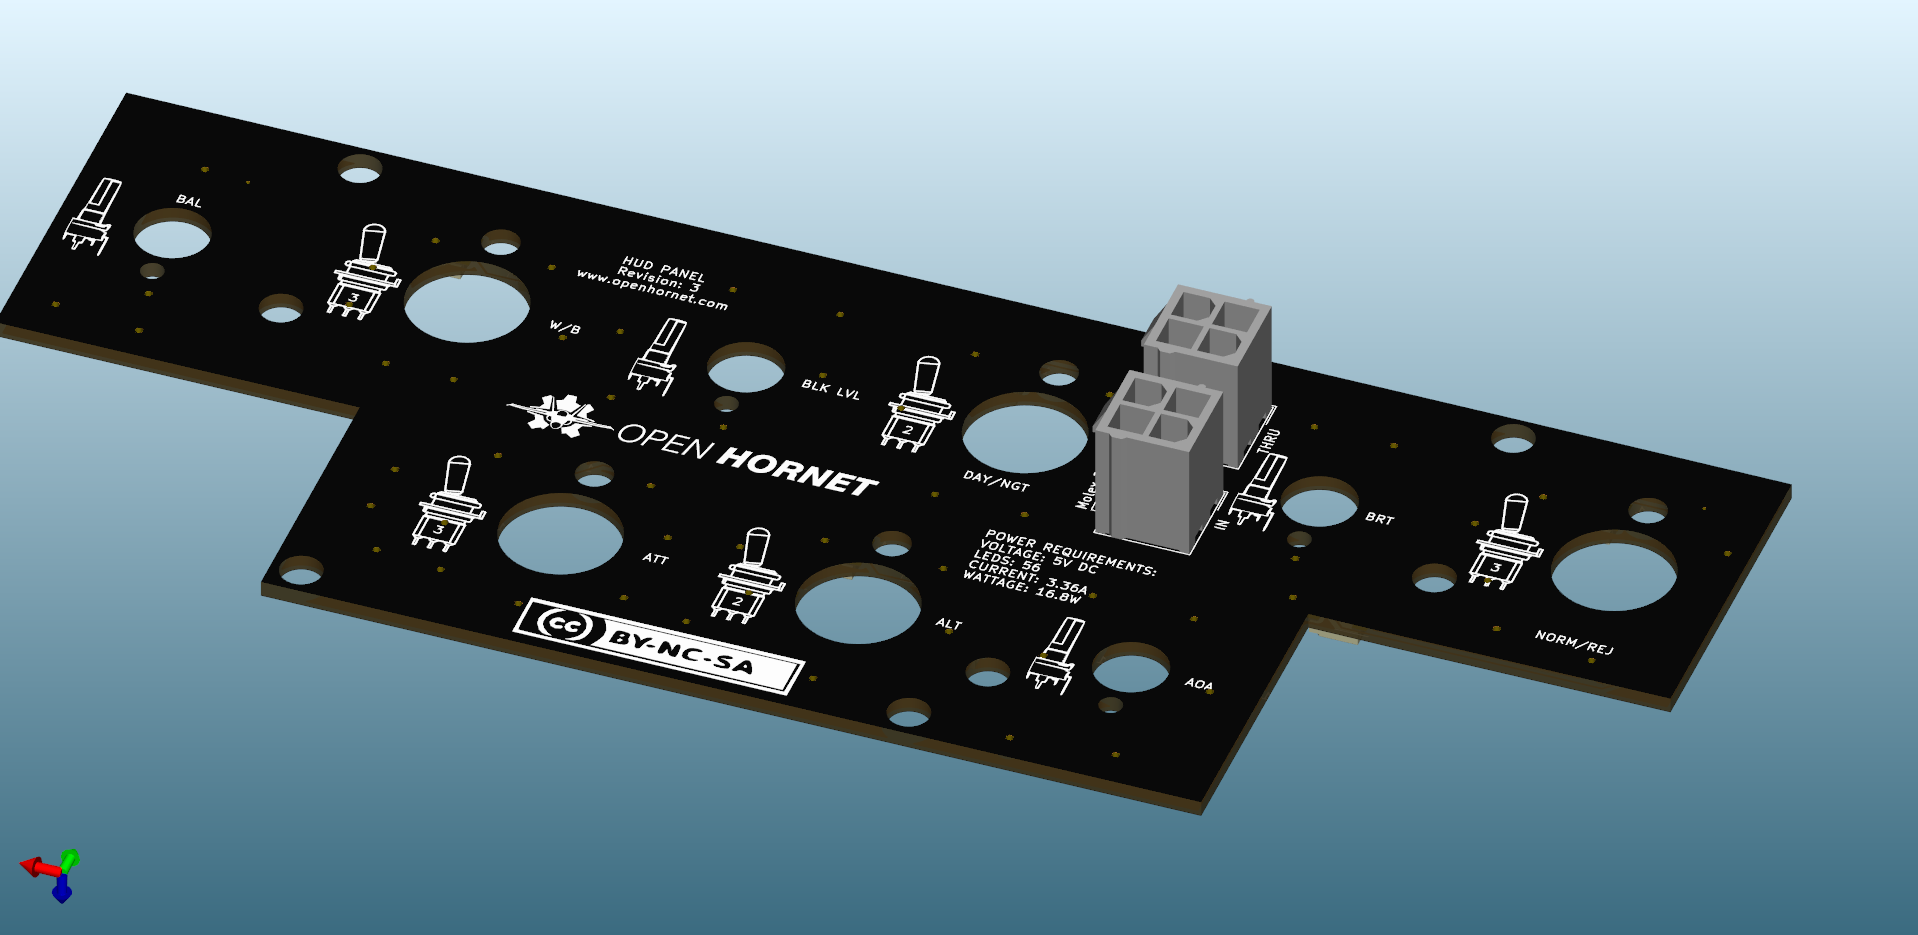 BAL
3
HUD PANEL
Revision: 3
www.openhornet.com
W/B
BLK LVL
2
OPEN HORNET
DAY/NGT
THRU
IN
BRT
3
ATT
POWER REQUIREMENTS:
VOLTAGE: 5V DC
LEDS: 56
CURRENT: 3.36A
WATTAGE: 16.8W
3
NORM/REJ
2
ALT
CC BY-NC-SA
AOA